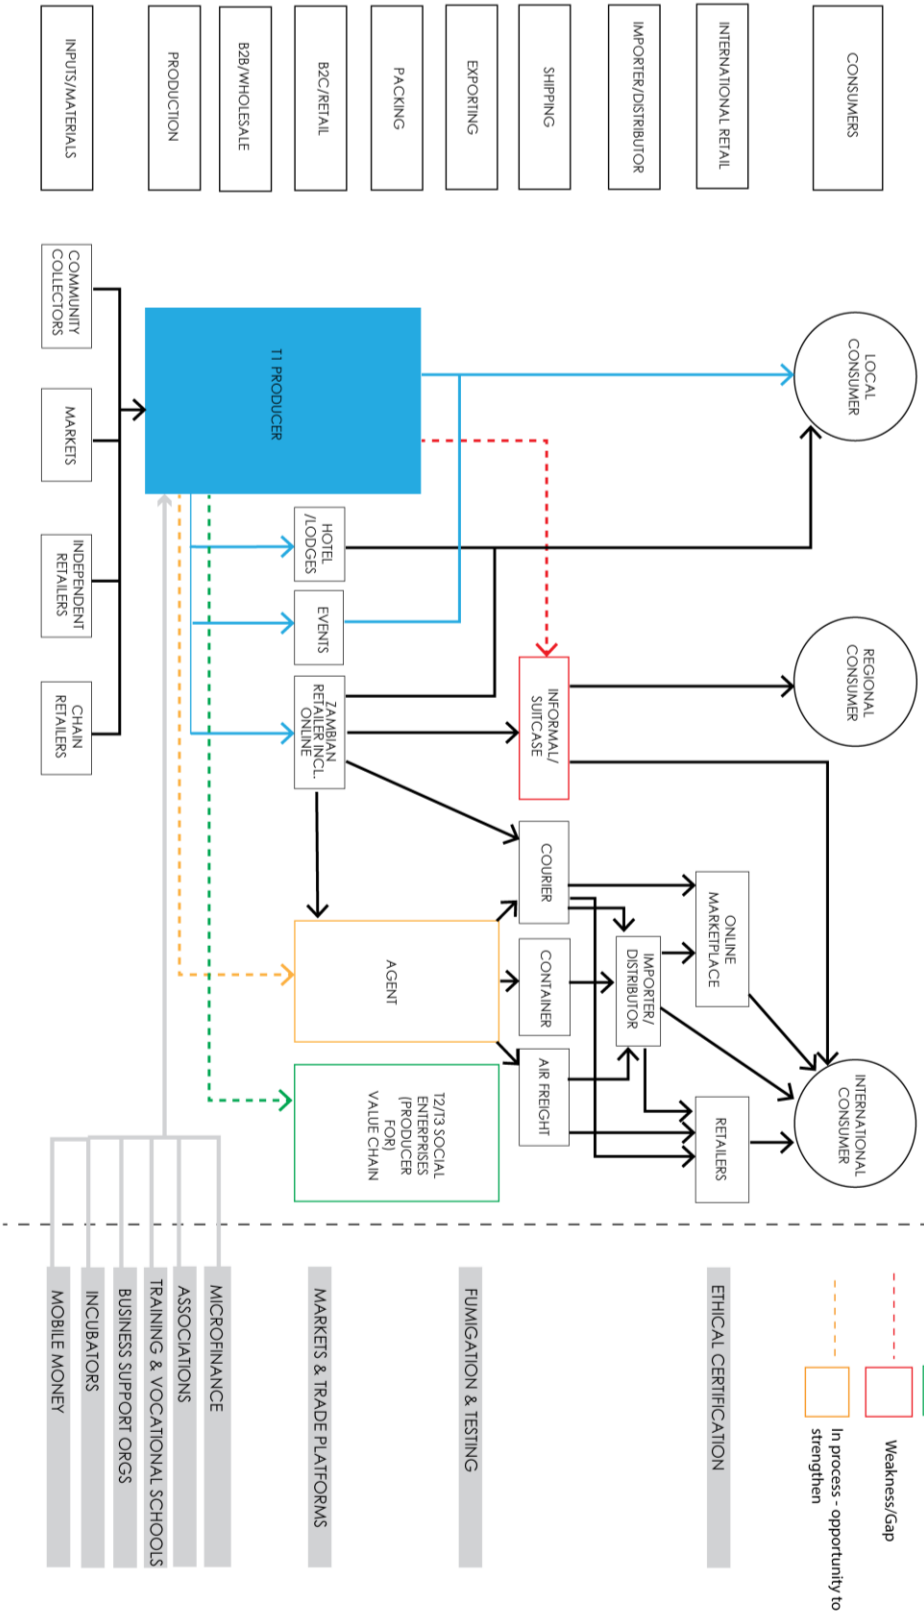 CONSUMERS
INTERNATIONAL RETAIL
IMPORTER/DISTRIBUTOR
SHIPPING
EXPORTING
PACKING
B2C/RETAIL
B2B/WHOLESALE
PRODUCTION
INPUTS/MATERIALS
LOCAL
CONSUMER
REGIONAL
CONSUMER
INTERNATIONAL
CONSUMER
ONLINE
MARKETPLACE
RETAILERS
IMPORTER/
DISTRIBUTOR
INFORMAL/
SUITCASE
COURIER
CONTAINER
AIR FREIGHT
T1 PRODUCER
HOTEL
/LODGES
EVENTS
ZAMBIAN
RETAILER INCL.
ONLINE
AGENT
T2/T3 SOCIAL
ENTERPRISES
(PRODUCER
FOR)
VALUE CHAIN
COMMUNITY
COLLECTORS
MARKETS
INDEPENDENT
RETAILERS
CHAIN
RETAILERS
Weakness/Gap
In process - opportunity to
strengthen
ETHICAL CERTIFICATION
FUMIGATION & TESTING
MARKETS & TRADE PLATFORMS
MICROFINANCE
ASSOCIATIONS
TRAINING & VOCATIONAL SCHOOLS
BUSINESS SUPPORT ORGS
INCUBATORS
MOBILE MONEY